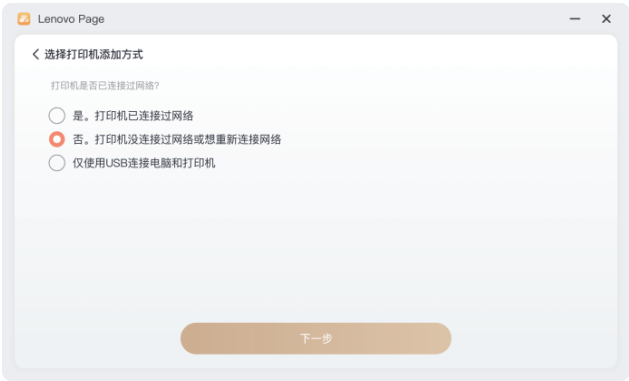 Lenovo Page
选择打印机添加方式
打印机是否已连接过网络?
是。打印机已连接过网络
否。打印机没连接过网络或想重新连接网络
仅使用USB连接电脑和打印机
下一步